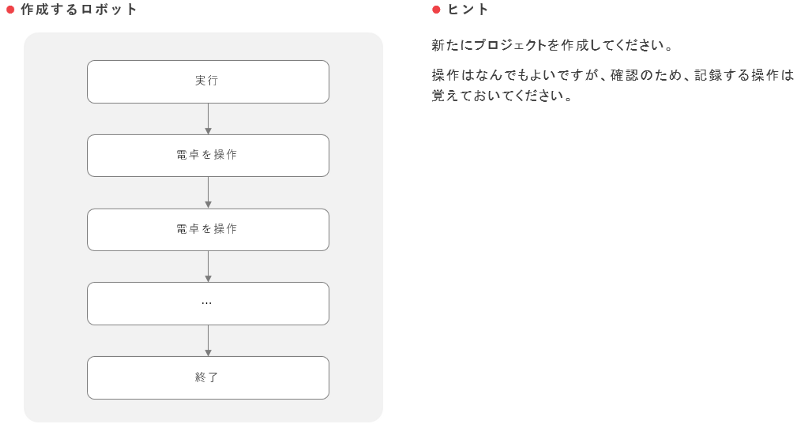 作成するロボット
実行
電卓を操作
電卓を操作
...
終了
ヒント
新たにプロジェクトを作成してください。
操作はなんでもよいですが、確認のため、記録する操作は
覚えておいてください。